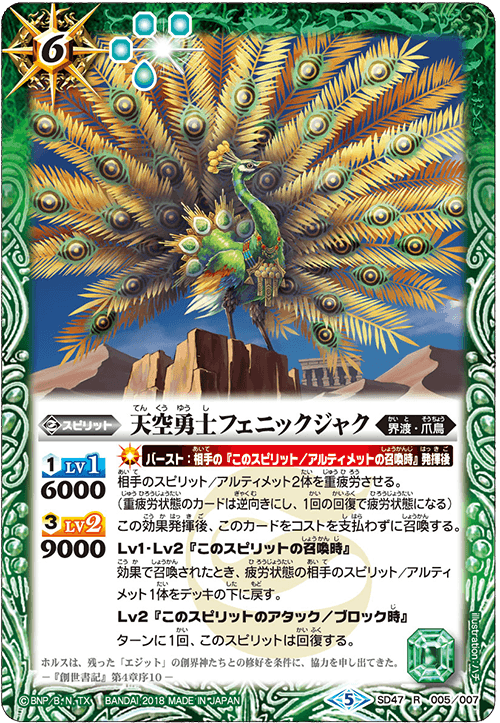 6
スピリット 天空勇士フェニックジャク 界渡・爪鳥
てんくうゆうし かいと そうちょう
バースト：相手の『このスピリット／アルティメットの召喚時』発揮後
1 LV1 6000
相手のスピリット／アルティメット2体を重疲労させる。
（重疲労状態のカードは逆向きにし、1回の回復で疲労状態になる）
この効果発揮後、このカードをコストを支払わずに召喚する。
3 LV2 9000
Lv1・Lv2『このスピリットの召喚時』
効果で召喚されたとき、疲労状態の相手のスピリット／アルティ
メット1体をデッキの下に戻す。
Lv2『このスピリットのアタック／ブロック時』
ターンに1回、このスピリットは回復する。
ホルスは、残った「エジット」の創界神たちとの修好を条件に、協力を申し出てきた。
－『創世書記』第4章序10－
illustration／八チ
©BNP／B・N, TX BANDAI 2018 MADE IN JAPAN 5 SD47 R 005/007